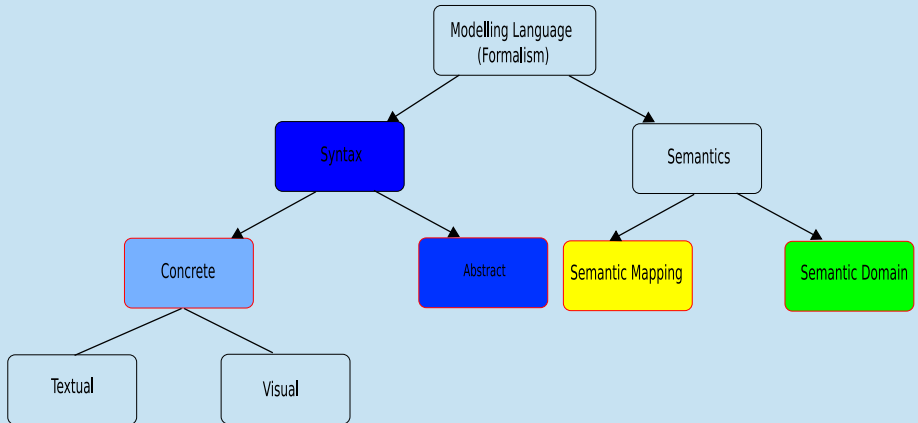 Modelling Language
(Formalism)
Syntax
Semantics
Concrete
Abstract
Semantic Mapping
Semantic Domain
Textual
Visual